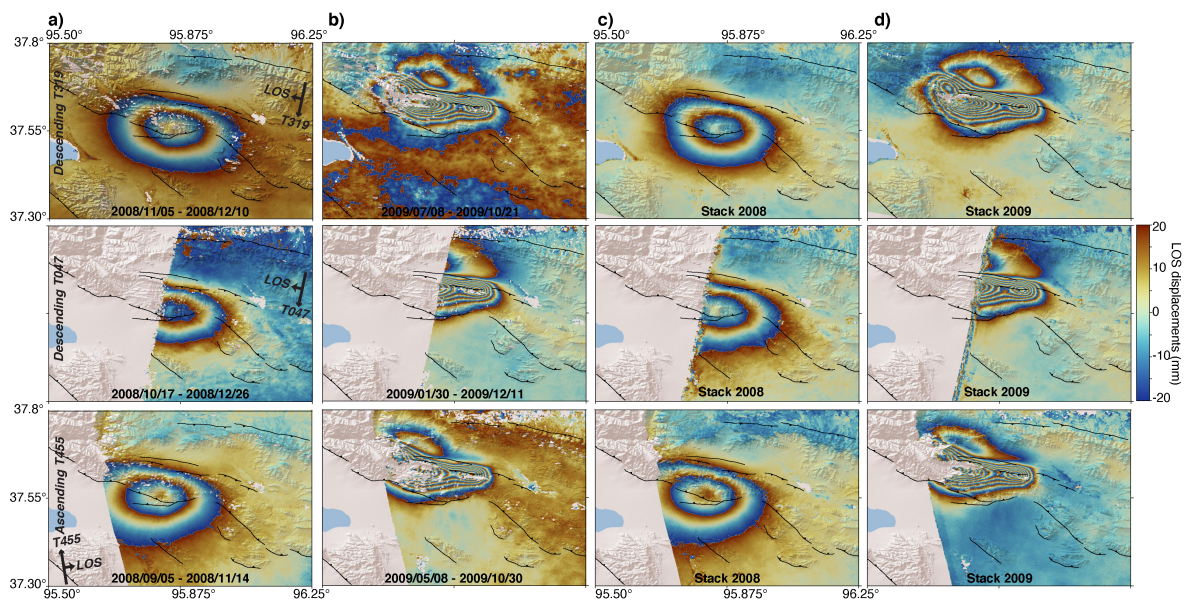 a) b) c) d)
95.50° 95.875° 96.25° 95.50° 95.875° 96.25°
37.8°
37.55°
37.30°
Descending T319
LOS
T319
2008/11/05 - 2008/12/10
2009/07/08 - 2009/10/21
Stack 2008
Stack 2009
Descending T047
LOS
T047
2008/10/17 - 2008/12/26
2009/01/30 - 2009/12/11
Stack 2008
Stack 2009
20
10
0
-10
-20
LOS displacements (mm)
37.8°
37.55°
37.30°
Ascending T455
T455
LOS
2008/09/05 - 2008/11/14
2009/05/08 - 2009/10/30
Stack 2008
Stack 2009
95.50° 95.875° 96.25° 95.50° 95.875° 96.25°